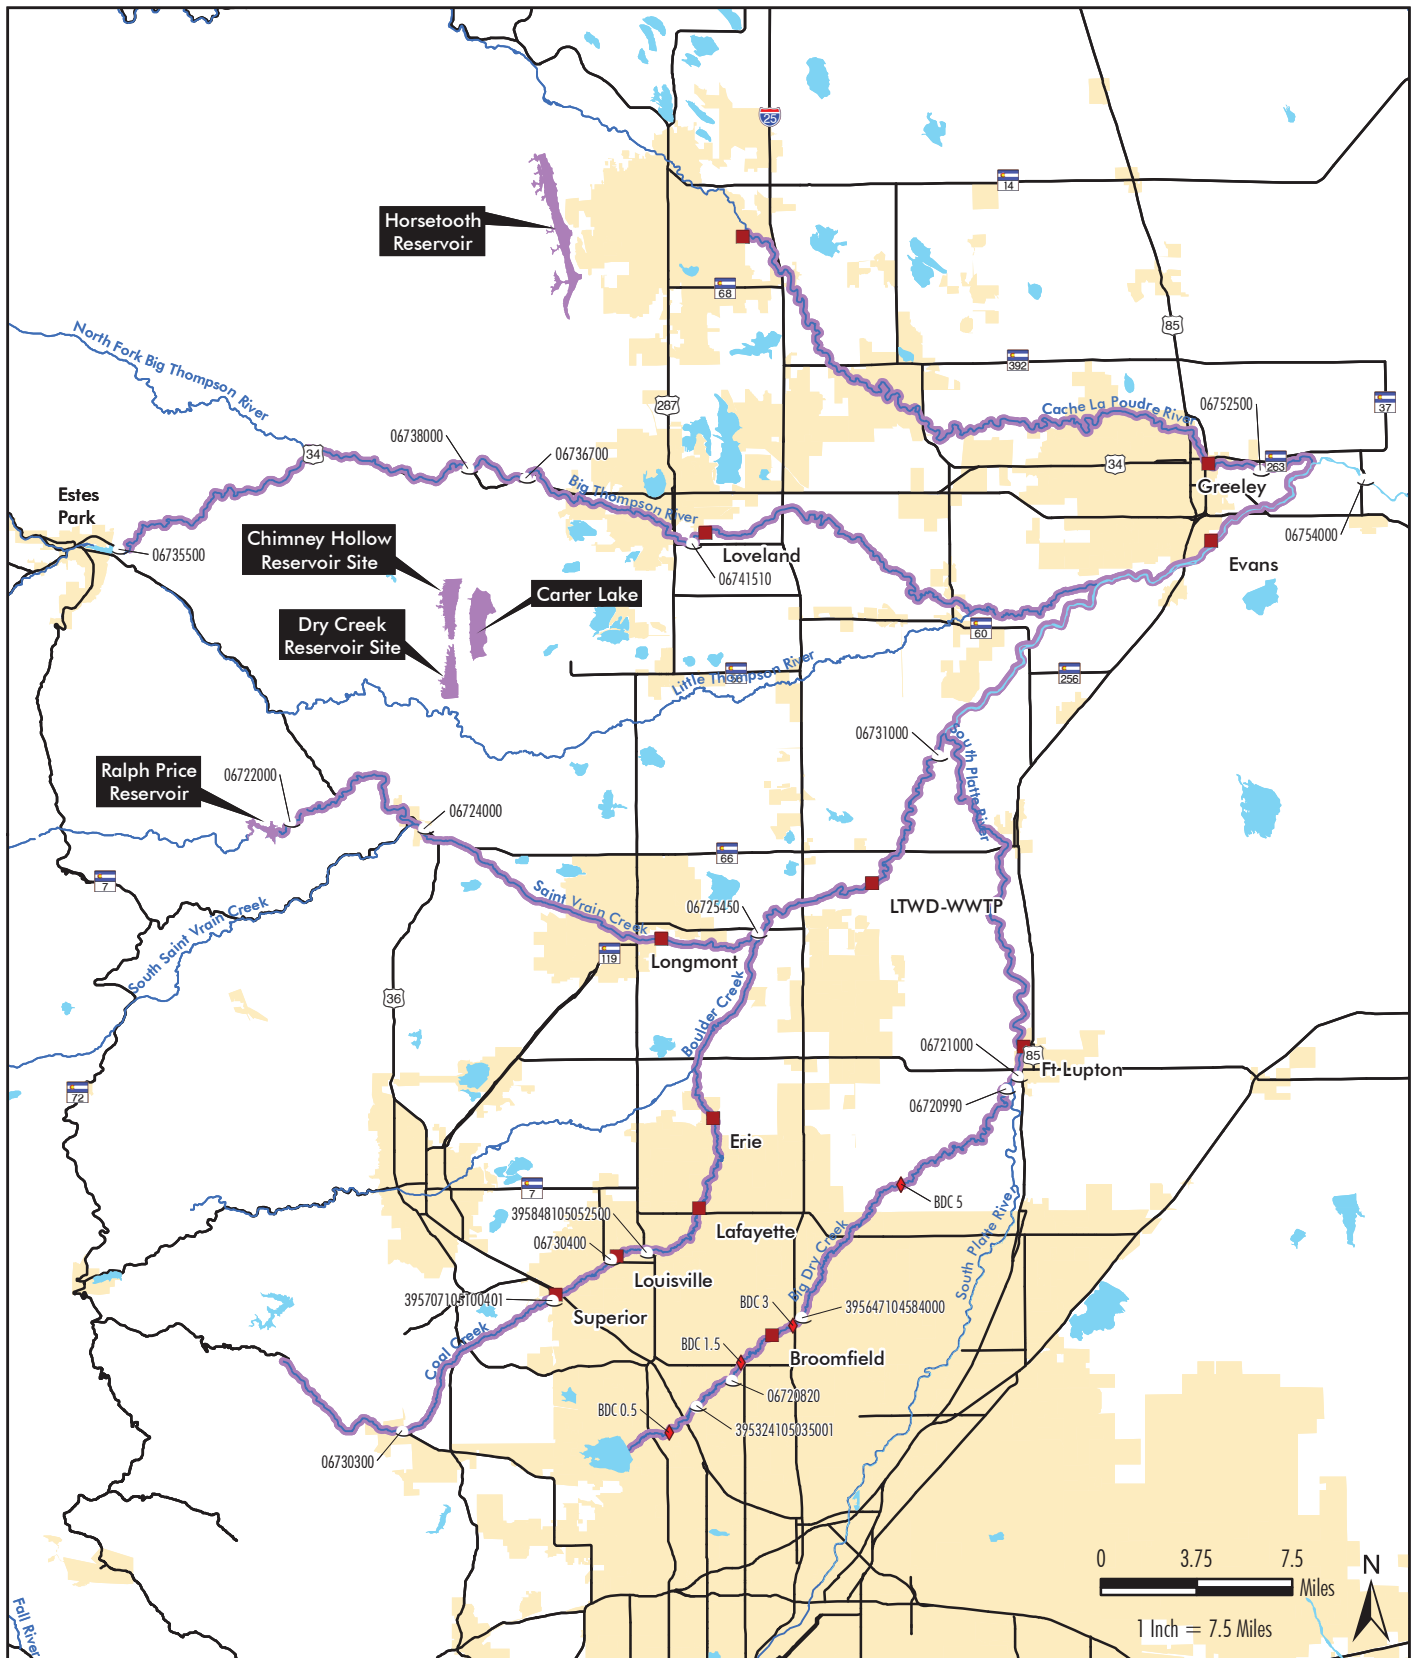 25
14
Horsetooth
Reservoir
68
85
North Fork Big Thompson River
392
287
37
Cache La Poudre River
06752500
06738000
34
06736700
34
263
Big Thompson River
Greeley
Estes
Park
06735500
Chimney Hollow
Reservoir Site
Loveland
06754000
Evans
06741510
Carter Lake
Dry Creek
Reservoir Site
60
Little Thompson River
56
256
06731000
South Platte River
Ralph Price
Reservoir
06722000
06724000
66
7
Saint Vrain Creek
06725450
LTWD-WWTP
South Saint Vrain Creek
119
Longmont
36
Boulder Creek
06721000
85
Ft-Lupton
72
06720990
Erie
7
BDC 5
395848105052500
Lafayette
South Platte River
06730400
Big Dry Creek
Louisville
395707105100401
BDC 3
395647104584000
Superior
Coal Creek
BDC 1.5
Broomfield
06720820
BDC 0.5
395324105035001
06730300
0 3.75 7.5
Miles
N
1 Inch = 7.5 Miles
Fall River